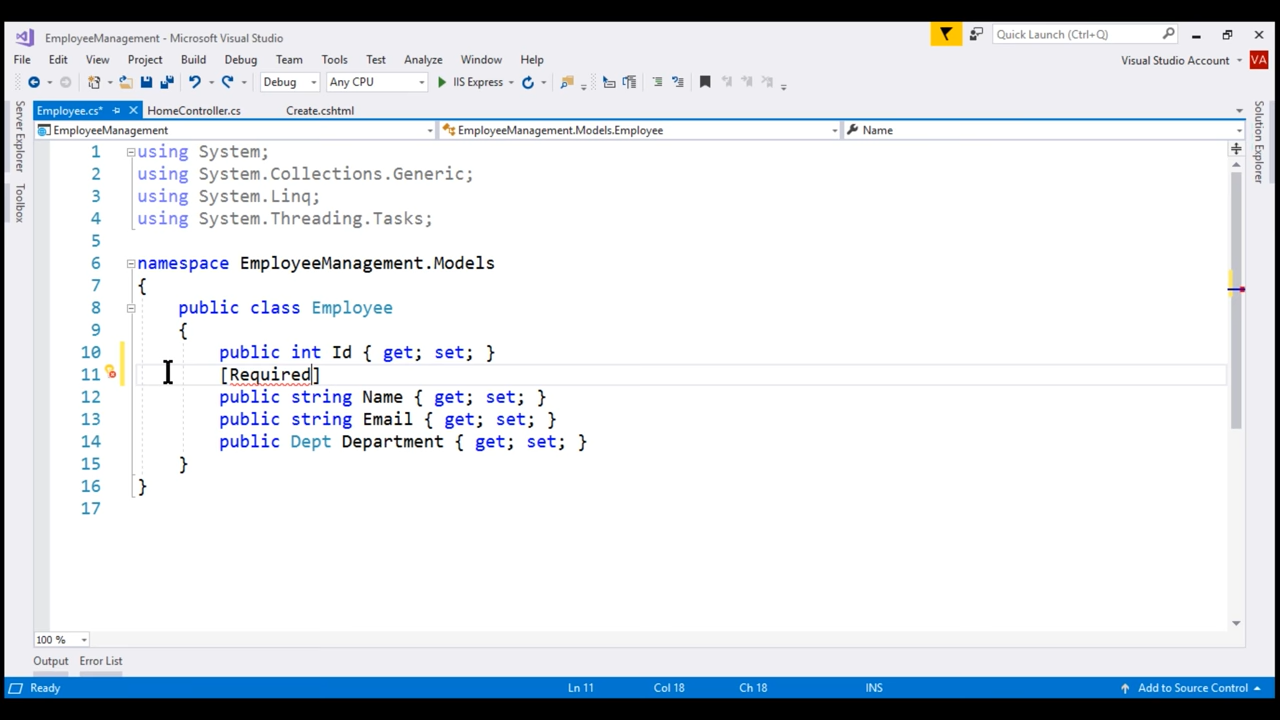 EmployeeManagement - Microsoft Visual Studio
Quick Launch (Ctrl+Q)
File Edit View Project Build Debug Team Tools Test Analyze Window Help
Visual Studio Account VA
Debug Any CPU IIS Express
Employee.cs* HomeController.cs Create.cshtml
EmployeeManagement EmployeeManagement.Models.Employee Name
Server Explorer
Toolbox
Solution Explorer
1 using System;
2 using System.Collections.Generic;
3 using System.Linq;
4 using System.Threading.Tasks;
5
6 namespace EmployeeManagement.Models
7 {
8 public class Employee
9 {
10 public int Id { get; set; }
11 [Required]
12 public string Name { get; set; }
13 public string Email { get; set; }
14 public Dept Department { get; set; }
15 }
16 }
17
100 %
Output Error List
Ready Ln 11 Col 18 Ch 18 INS Add to Source Control